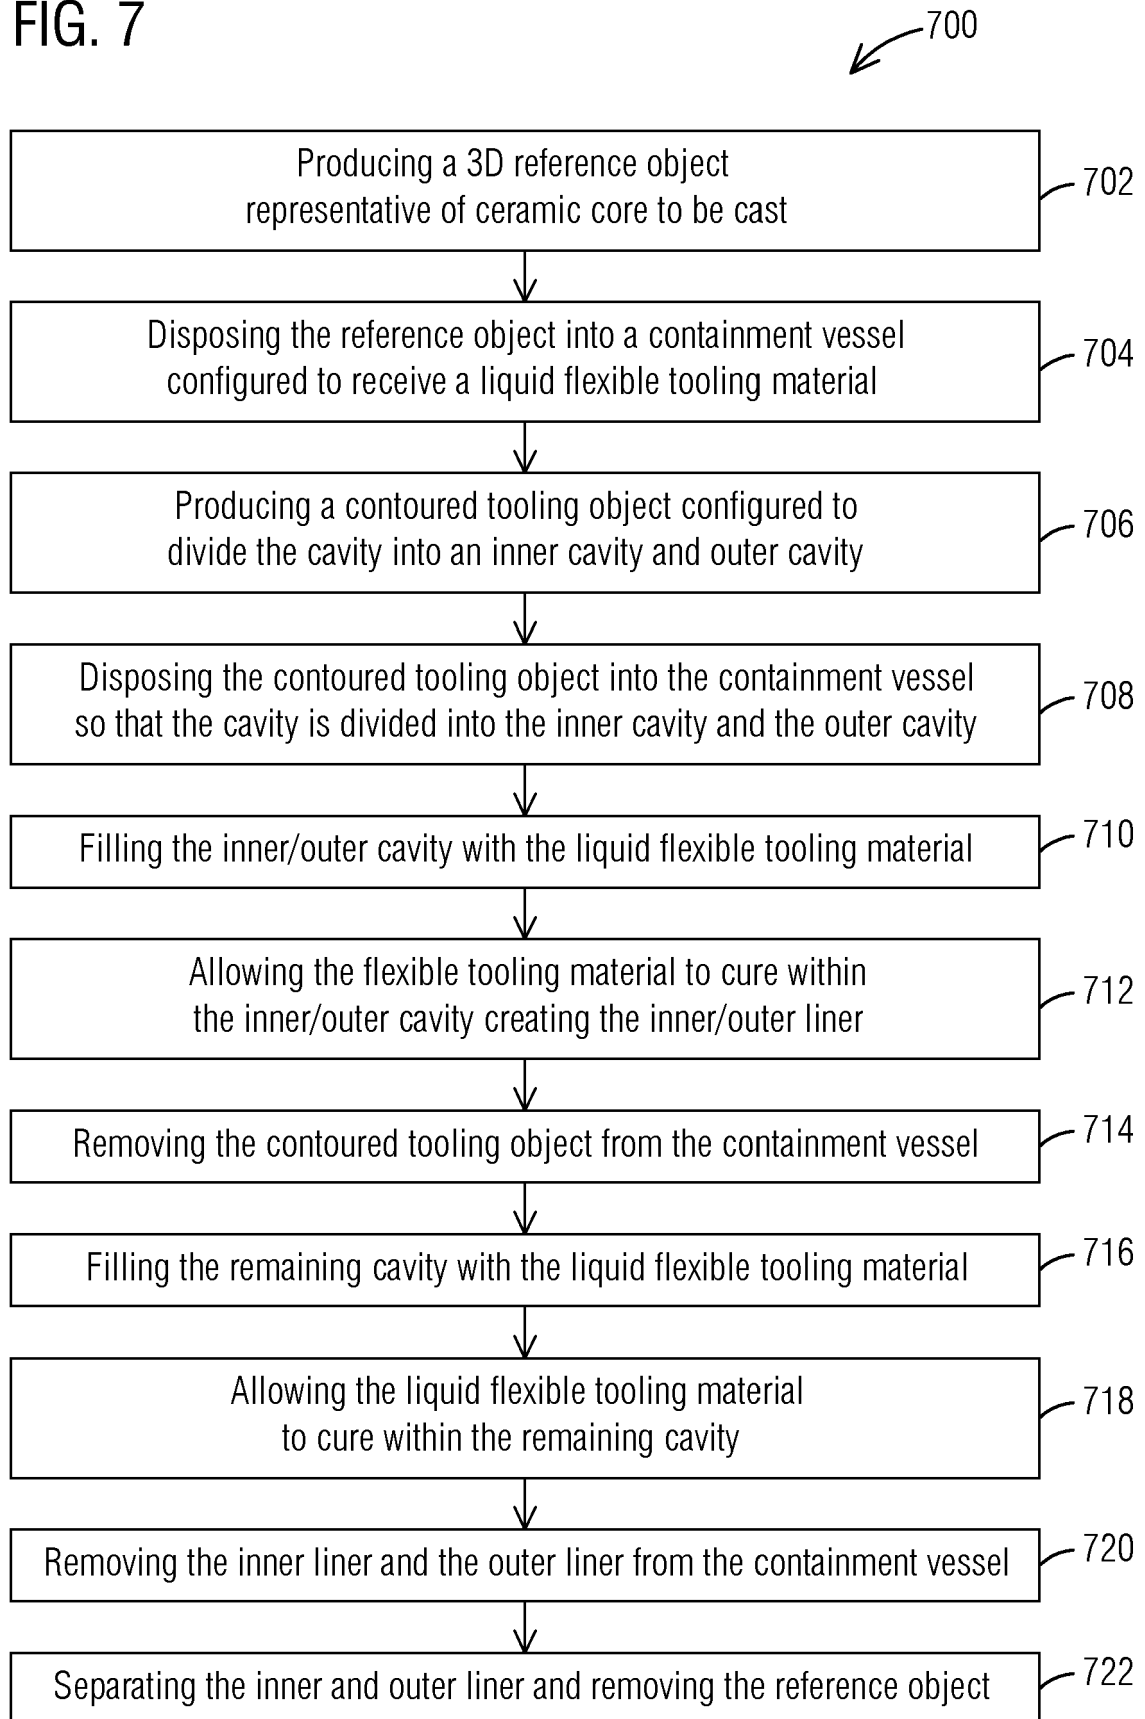 FIG. 7
700
Producing a 3D reference object
representative of ceramic core to be cast
702
Disposing the reference object into a containment vessel
configured to receive a liquid flexible tooling material
704
Producing a contoured tooling object configured to
divide the cavity into an inner cavity and outer cavity
706
Disposing the contoured tooling object into the containment vessel
so that the cavity is divided into the inner cavity and the outer cavity
708
Filling the inner/outer cavity with the liquid flexible tooling material
710
Allowing the flexible tooling material to cure within
the inner/outer cavity creating the inner/outer liner
712
Removing the contoured tooling object from the containment vessel
714
Filling the remaining cavity with the liquid flexible tooling material
716
Allowing the liquid flexible tooling material
to cure within the remaining cavity
718
Removing the inner liner and the outer liner from the containment vessel
720
Separating the inner and outer liner and removing the reference object
722